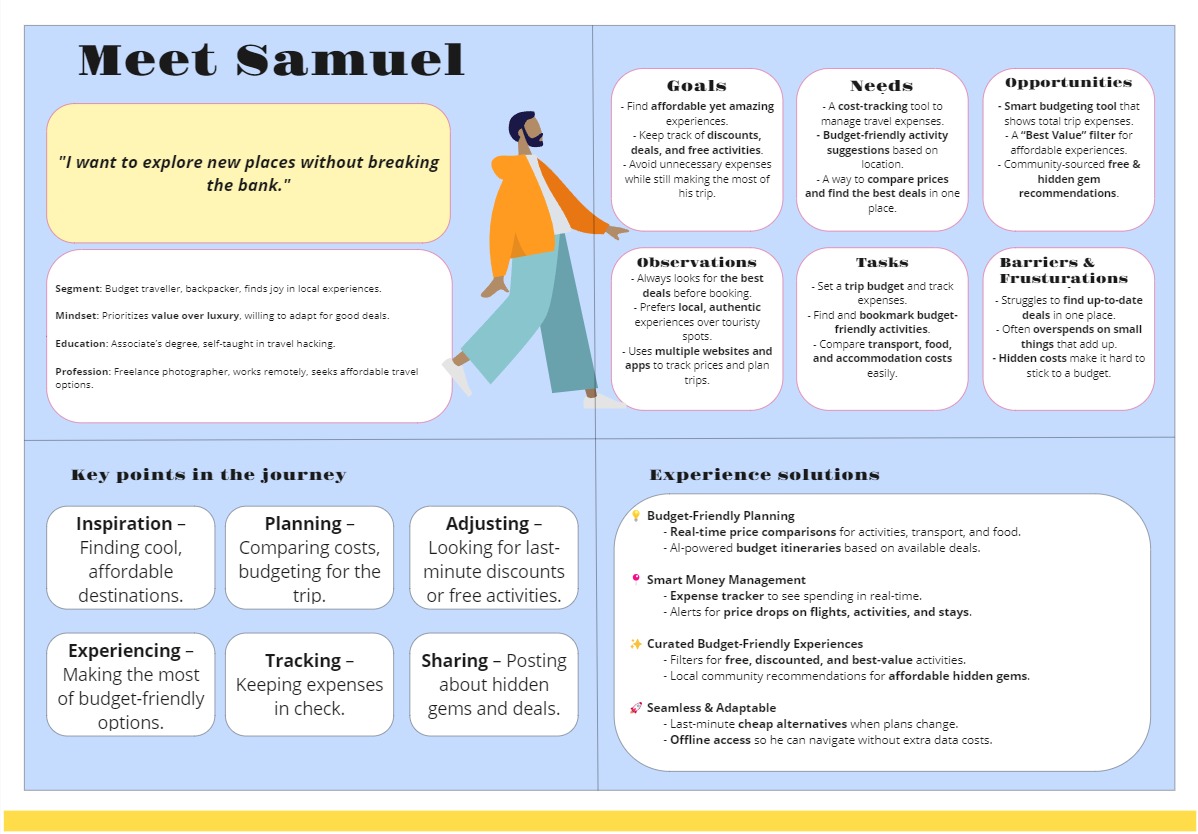 Meet Samuel
"I want to explore new places without breaking
the bank."
Segment: Budget traveller, backpacker, finds joy in local experiences.
Mindset: Prioritizes value over luxury, willing to adapt for good deals.
Education: Associate's degree, self-taught in travel hacking.
Profession: Freelance photographer, works remotely, seeks affordable travel
options.
Goals
- Find affordable yet amazing
experiences.
- Keep track of discounts,
deals, and free activities.
- Avoid unnecessary expenses
while still making the most of
his trip.
Needs
- A cost-tracking tool to
manage travel expenses.
- Budget-friendly activity
suggestions based on
location.
- A way to compare prices
and find the best deals in one
place.
Opportunities
- Smart budgeting tool that
shows total trip expenses.
- A “Best Value” filter for
affordable experiences.
- Community-sourced free &
hidden gem
recommendations.
Observations
- Always looks for the best
deals before booking.
- Prefers local, authentic
experiences over touristy
spots.
- Uses multiple websites and
apps to track prices and plan
trips.
Tasks
- Set a trip budget and track
expenses.
- Find and bookmark budget-
friendly activities.
- Compare transport, food,
and accommodation costs
easily.
Barriers &
Frusturations
- Struggles to find up-to-date
deals in one place.
- Often overspends on small
things that add up.
- Hidden costs make it hard to
stick to a budget.
Key points in the journey
Inspiration –
Finding cool,
affordable
destinations.
Planning –
Comparing costs,
budgeting for the
trip.
Adjusting –
Looking for last-
minute discounts
or free activities.
Experiencing –
Making the most
of budget-friendly
options.
Tracking –
Keeping expenses
in check.
Sharing – Posting
about hidden
gems and deals.
Experience solutions
💡 Budget-Friendly Planning
- Real-time price comparisons for activities, transport, and food.
- AI-powered budget itineraries based on available deals.
📍 Smart Money Management
- Expense tracker to see spending in real-time.
- Alerts for price drops on flights, activities, and stays.
✨ Curated Budget-Friendly Experiences
- Filters for free, discounted, and best-value activities.
- Local community recommendations for affordable hidden gems.
🚀 Seamless & Adaptable
- Last-minute cheap alternatives when plans change.
- Offline access so he can navigate without extra data costs.